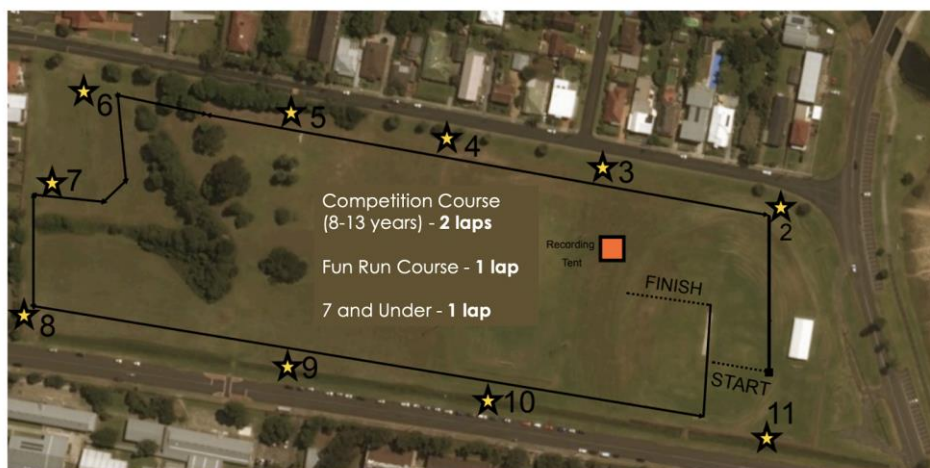 6
5
4
3
7
2
Competition Course
(8-13 years) - 2 laps
Fun Run Course - 1 lap
7 and Under - 1 lap
Recording
Tent
FINISH
START
8
9
10
11